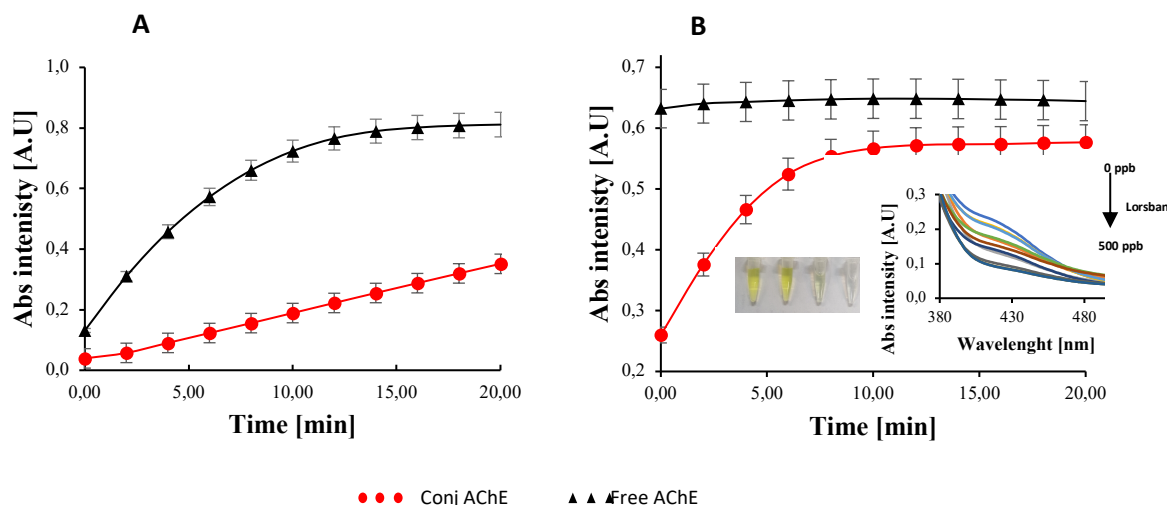 A
Abs intenisty [A.U]
1,0
0,8
0,6
0,4
0,2
0,0
0,00
5,00
10,00
15,00
20,00
Time [min]
B
Abs intenisty [A.U]
0,7
0,6
0,5
0,4
0,3
0,2
0,00
5,00
10,00
15,00
20,00
Time [min]
Abs intenisty [A.U]
0,3
0,2
0,1
0,0
380
430
480
Wavelenght [nm]
0 ppb
Lorsban
500 ppb
Conj AChE
Free AChE